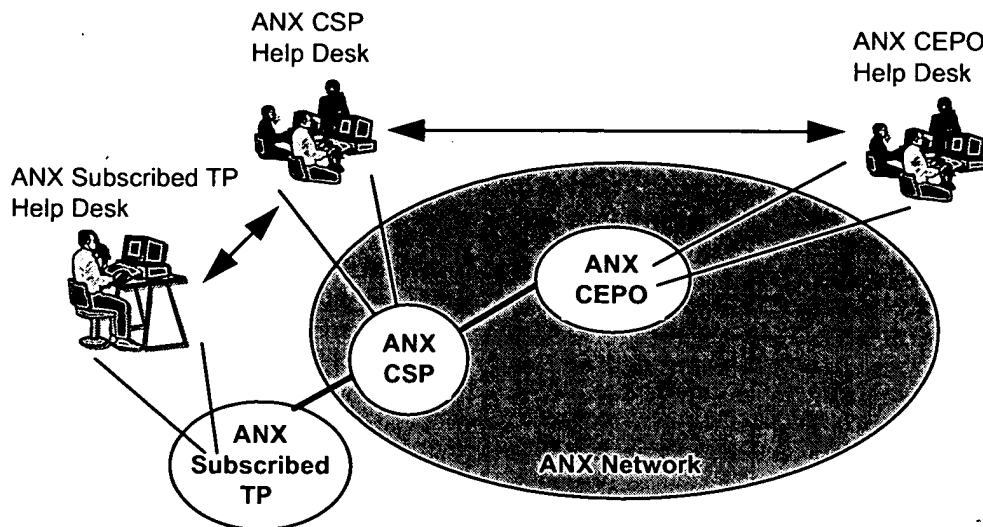 ANX CSP
Help Desk
ANX CEPO
Help Desk
ANX Subscribed TP
Help Desk
ANX
CEPO
ANX
CSP
ANX
Subscribed
TP
ANX Network